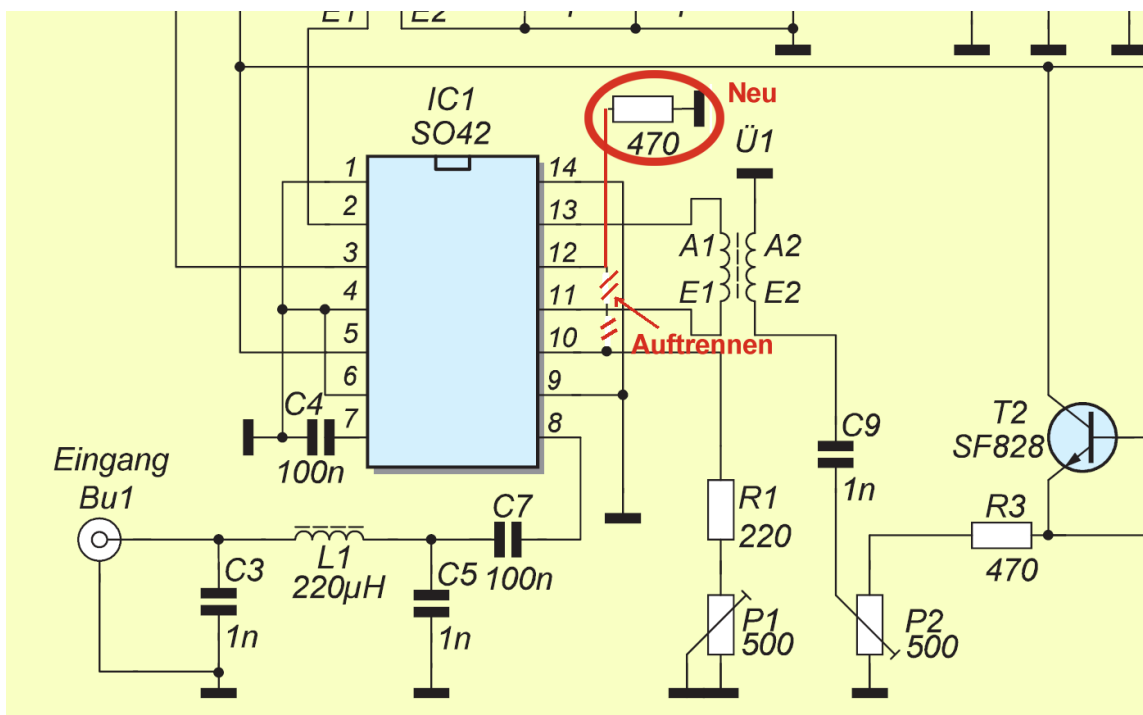 E1 E2
IC1
SO42
Neu
470
Ü1
1 14
2 13
3 12
4 11
5 10
6 9
7 8
A1 A2
E1 E2
Auftrennen
C4
100n
Eingang
Bu1
C7
100n
L1
220µH
C3
1n
C5
1n
R1
220
C9
1n
T2
SF828
R3
470
P1
500
P2
500